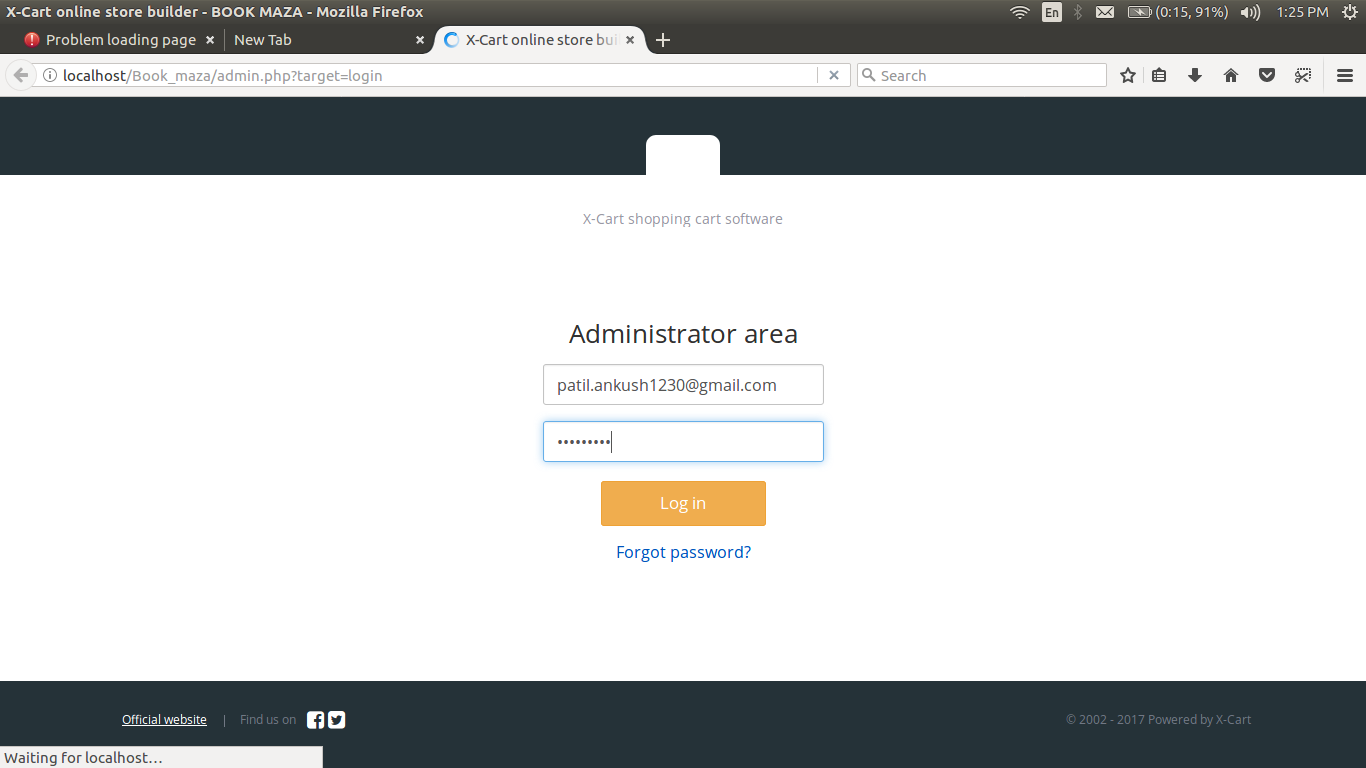 X-Cart online store builder - BOOK MAZA - Mozilla Firefox
En (0:15, 91%) 1:25 PM
Problem loading page New Tab X-Cart online store bui
localhost/Book_maza/admin.php?target=login Search
X-Cart shopping cart software
Administrator area
patil.ankush1230@gmail.com
•••••••••
Log in
Forgot password?
Official website | Find us on © 2002 - 2017 Powered by X-Cart
Waiting for localhost...